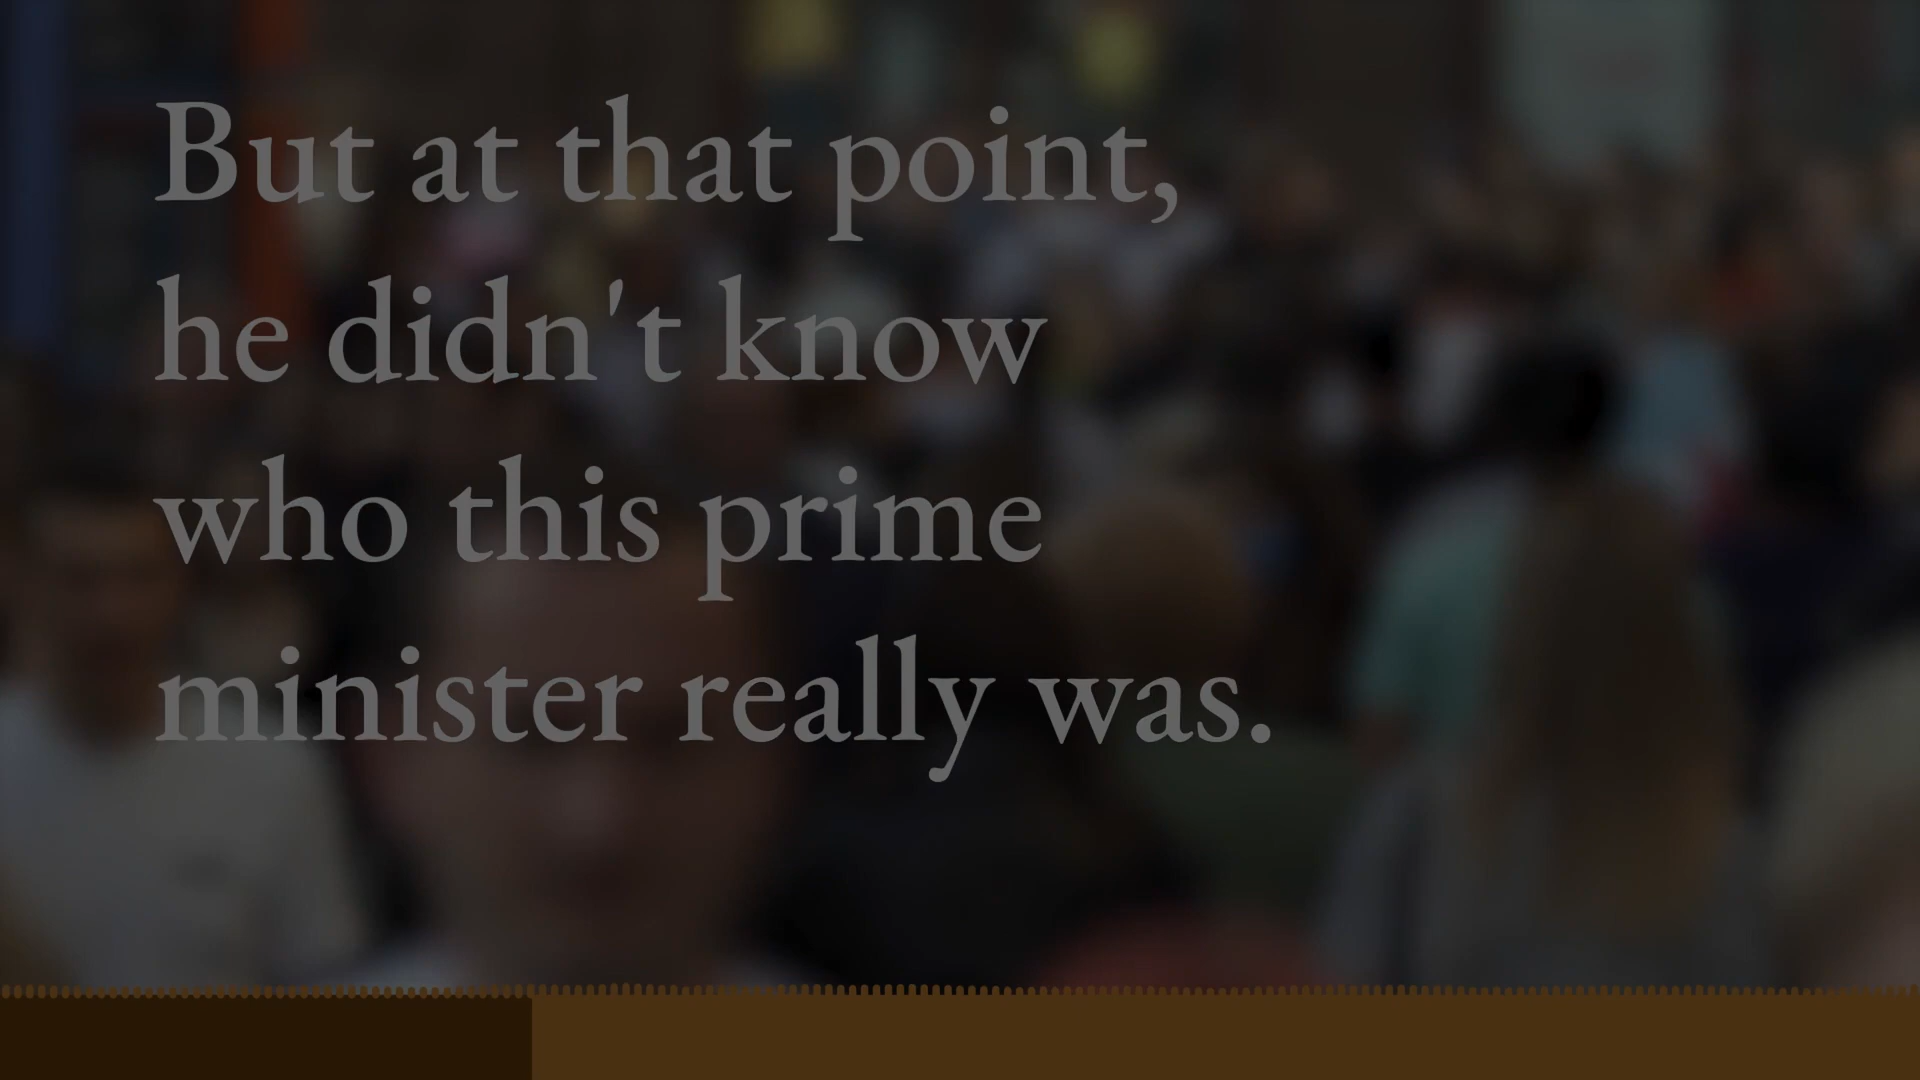 But at that point,
he didn't know
who this prime
minister really was.